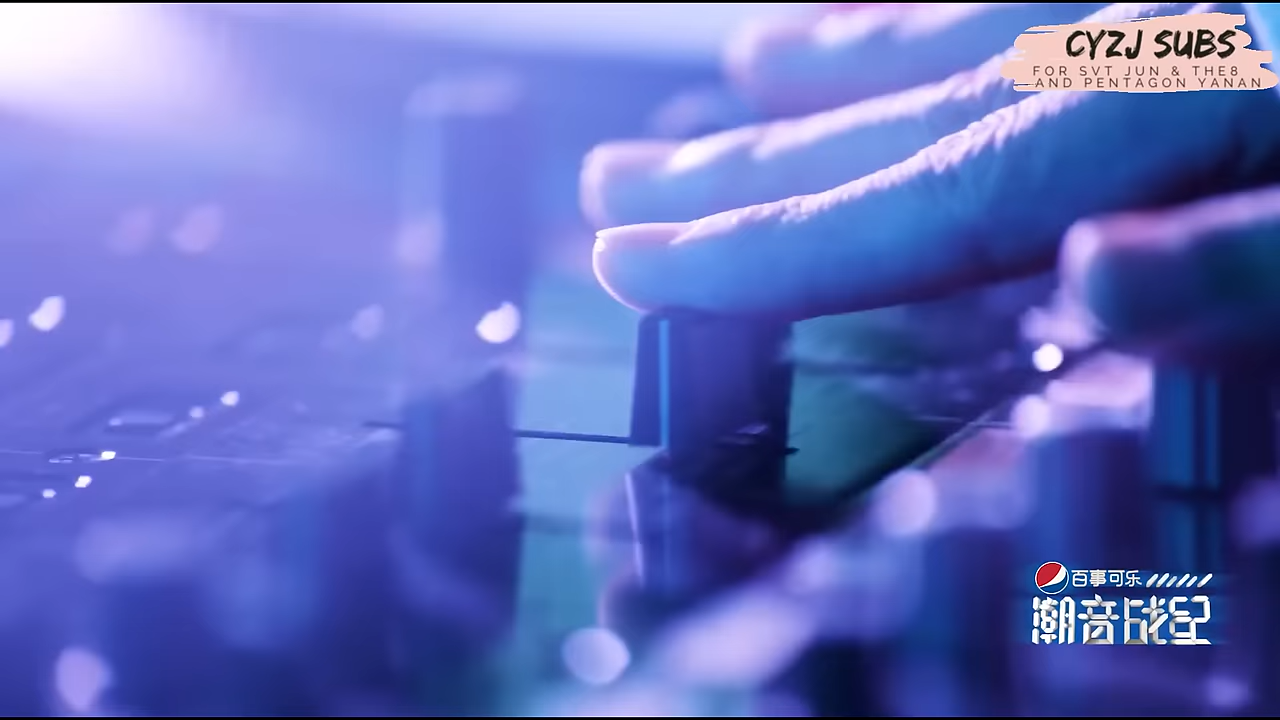 CYZJ SUBS
FOR SVT JUN & THE8
AND PENTAGON YANAN
百事可乐
潮音战纪